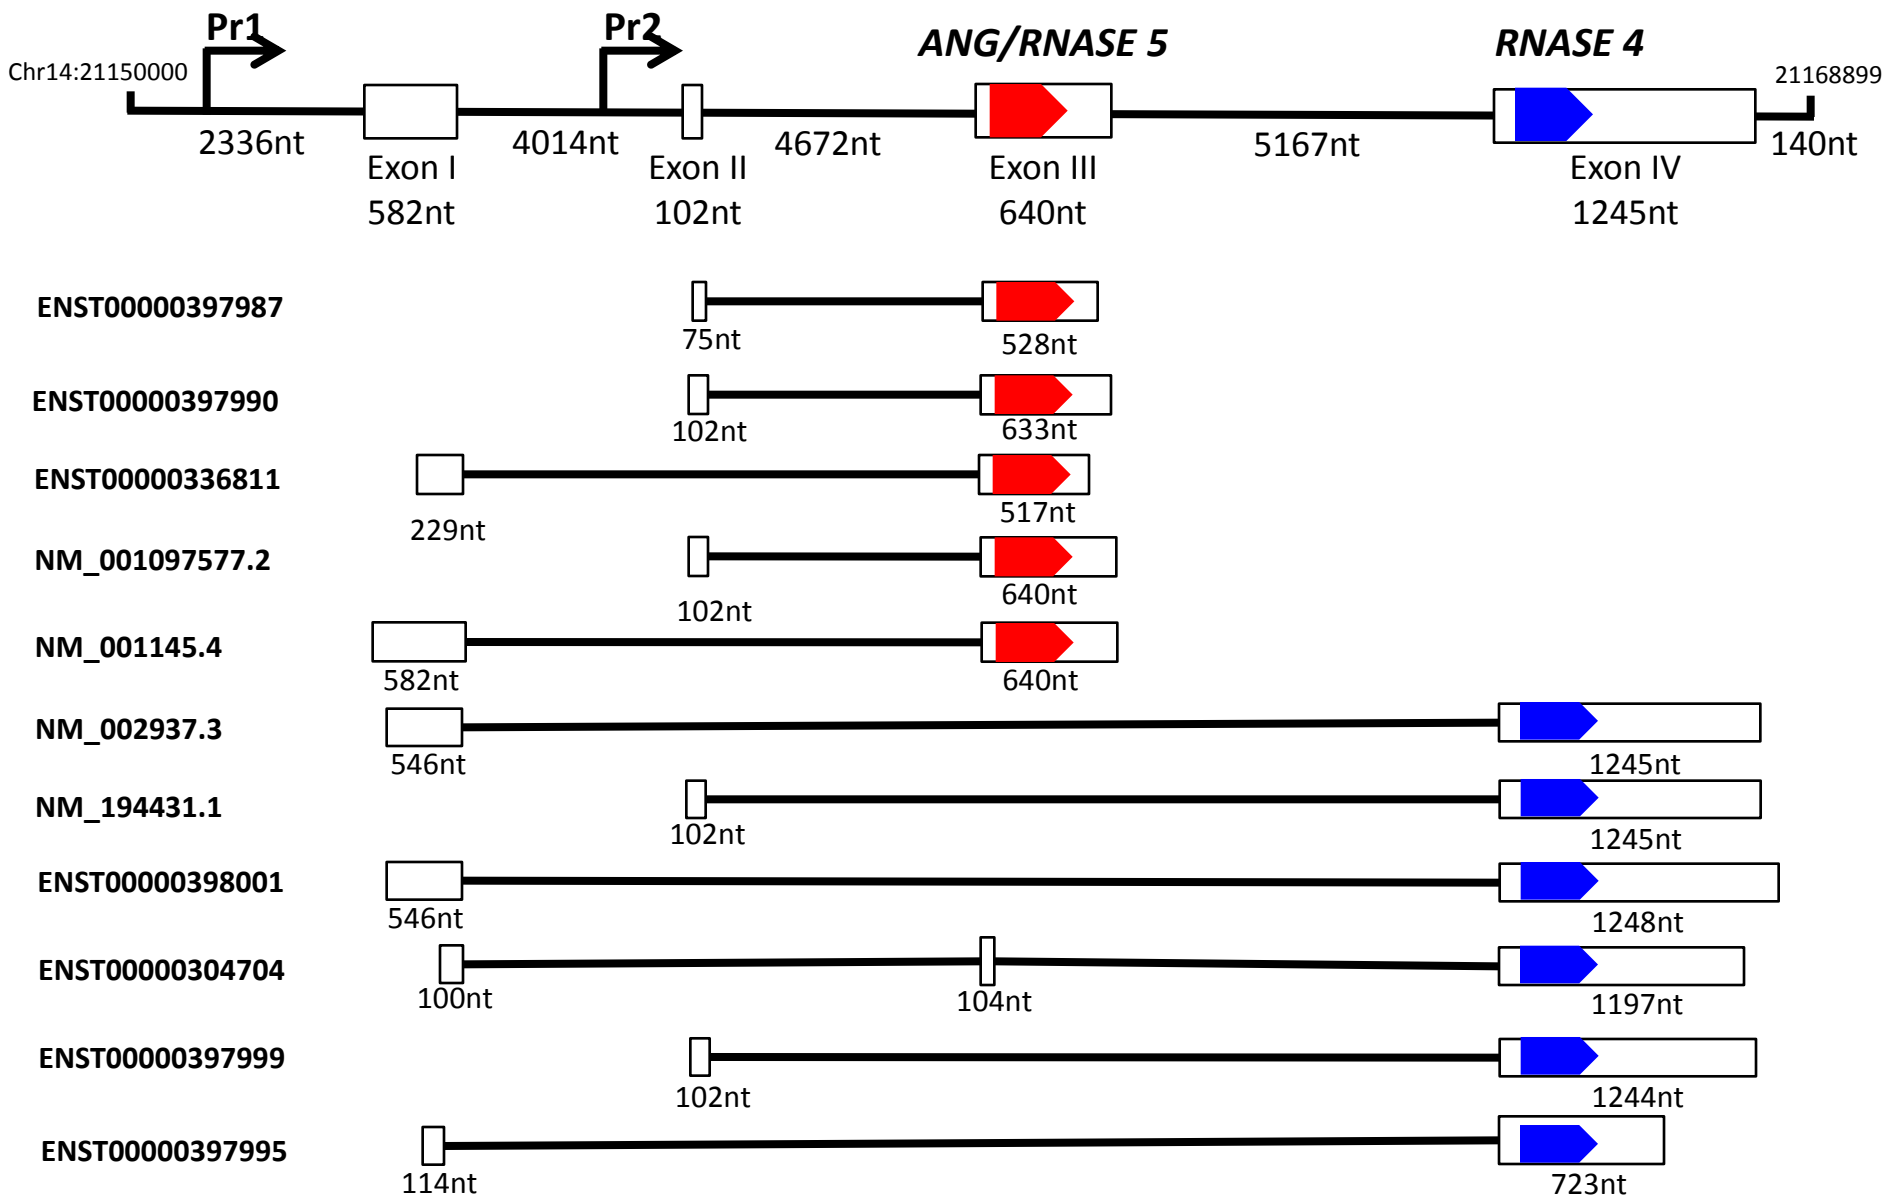 Pr1
Pr2
ANG/RNASE 5
RNASE 4
Chr14:21150000
21168899
2336nt
4014nt
4672nt
5167nt
140nt
Exon I
Exon II
Exon III
Exon IV
582nt
102nt
640nt
1245nt
ENST00000397987
75nt
528nt
ENST00000397990
102nt
633nt
ENST00000336811
229nt
517nt
NM_001097577.2
102nt
640nt
NM_001145.4
582nt
640nt
NM_002937.3
546nt
1245nt
NM_194431.1
102nt
1245nt
ENST00000398001
546nt
1248nt
ENST00000304704
100nt
104nt
1197nt
ENST00000397999
102nt
1244nt
ENST00000397995
114nt
723nt